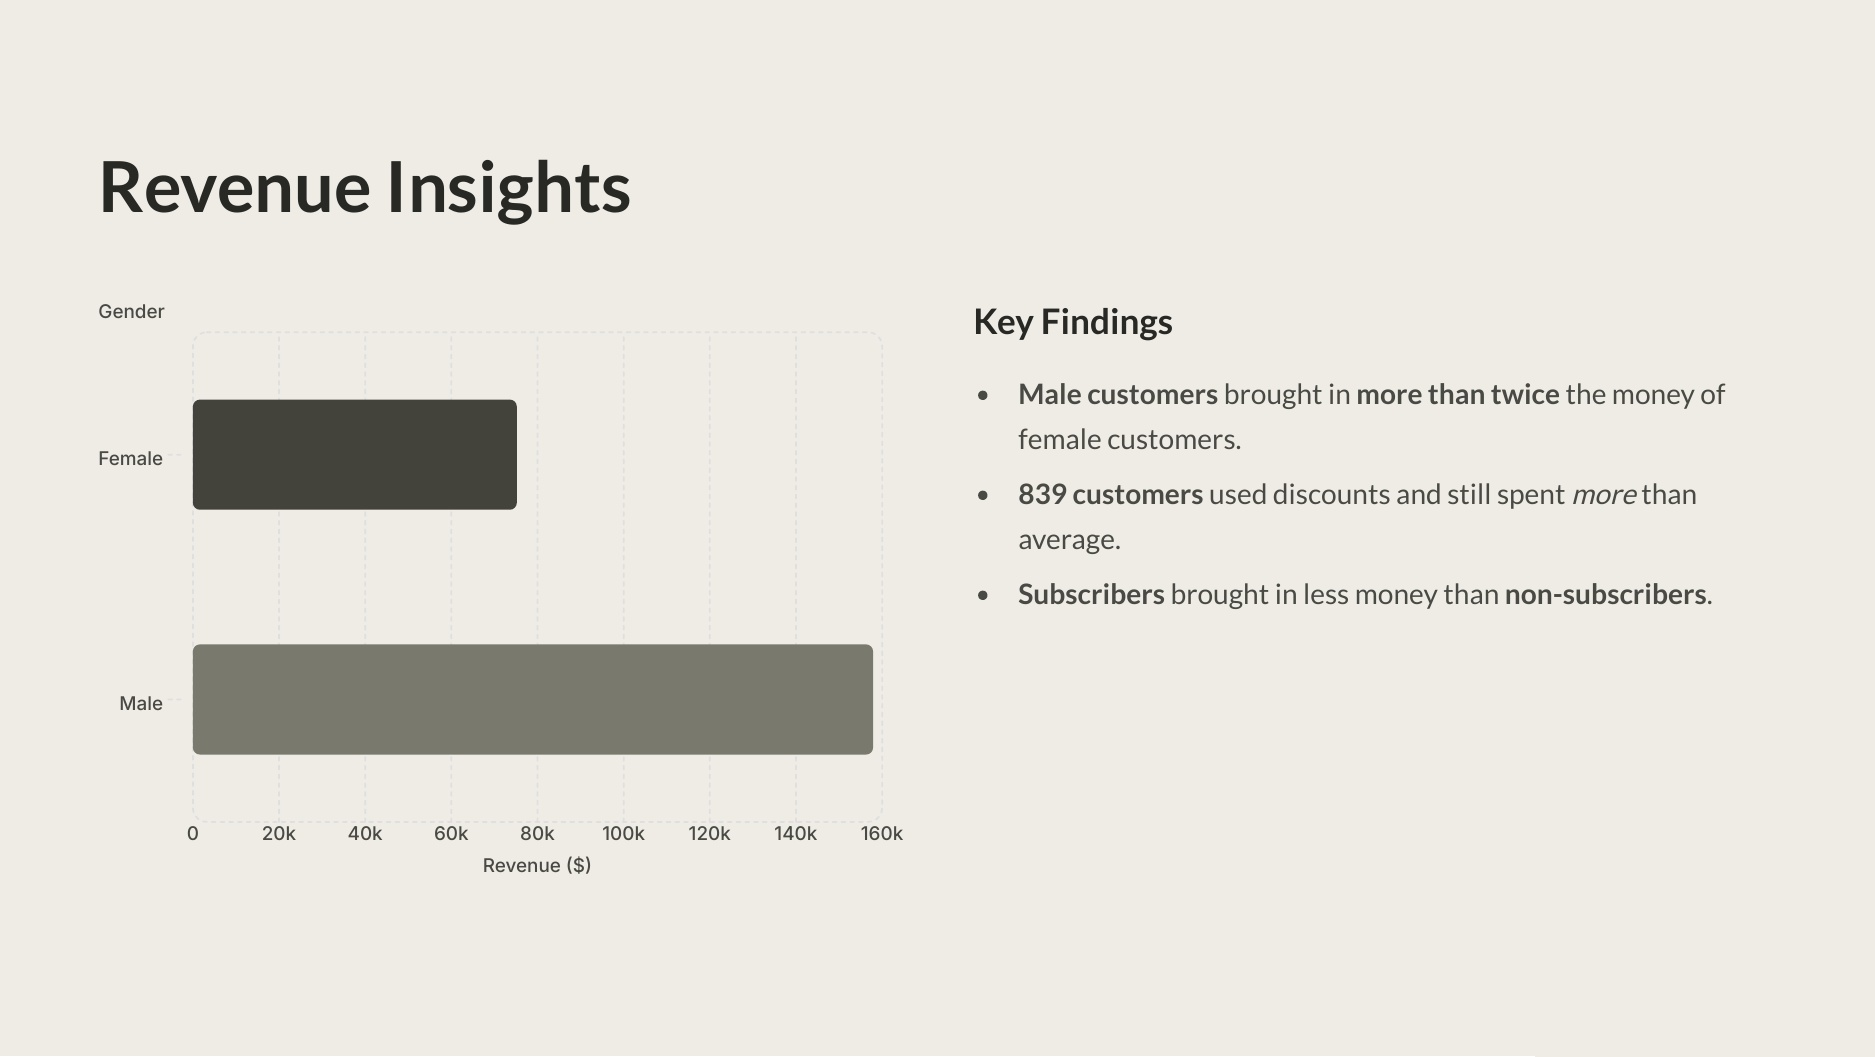 Revenue Insights
Gender
Female
Male
0 20k 40k 60k 80k 100k 120k 140k 160k
Revenue ($)
Key Findings
• Male customers brought in more than twice the money of
female customers.
• 839 customers used discounts and still spent more than
average.
• Subscribers brought in less money than non-subscribers.